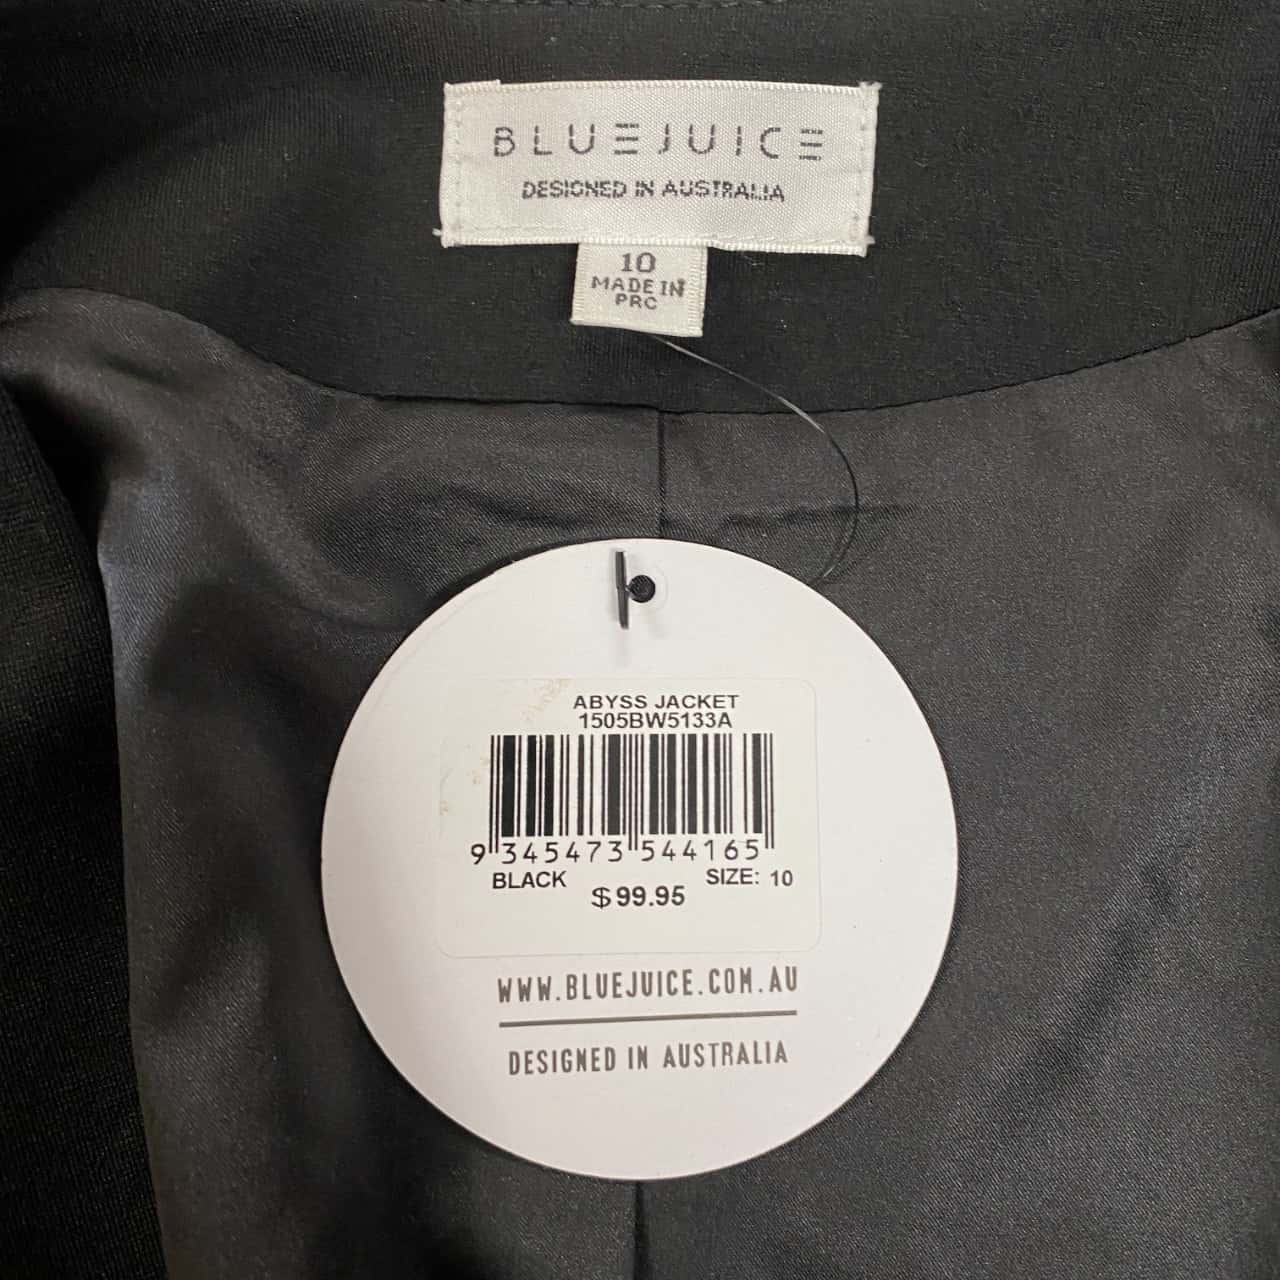 BLUEJUICE
DESIGNED IN AUSTRALIA
10
MADE IN
PRC
ABYSS JACKET
1505BW5133A
9 345473 544165
BLACK SIZE: 10
$99.95
WWW.BLUEJUICE.COM.AU
DESIGNED IN AUSTRALIA